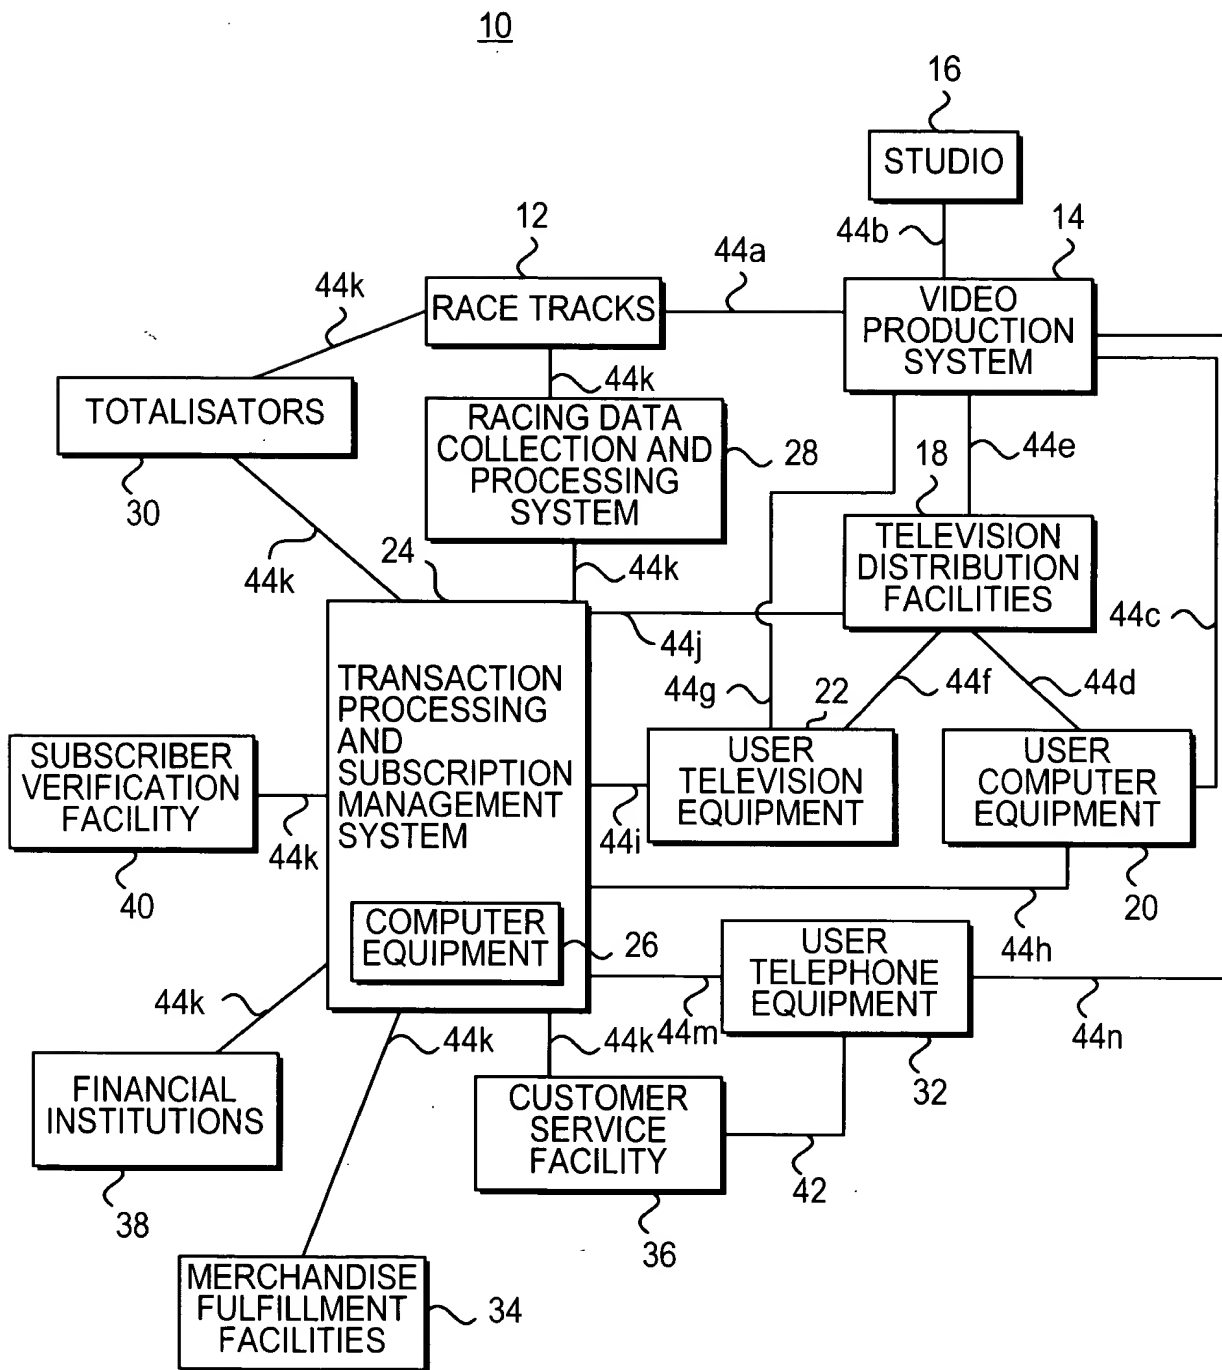 10
16
STUDIO
44b
14
12
44a
44k
RACE TRACKS
VIDEO
PRODUCTION
SYSTEM
44k
TOTALISATORS
RACING DATA
COLLECTION AND
PROCESSING
SYSTEM
28
18
44e
30
TELEVISION
DISTRIBUTION
FACILITIES
24
44k
44k
44c
44j
TRANSACTION
PROCESSING
AND
SUBSCRIPTION
MANAGEMENT
SYSTEM
44g
22
44f
44d
SUBSCRIBER
VERIFICATION
FACILITY
USER
TELEVISION
EQUIPMENT
USER
COMPUTER
EQUIPMENT
44k
44i
40
20
COMPUTER
EQUIPMENT
26
USER
TELEPHONE
EQUIPMENT
44h
44k
44k
44k
44m
44n
32
FINANCIAL
INSTITUTIONS
CUSTOMER
SERVICE
FACILITY
42
38
36
MERCHANDISE
FULFILLMENT
FACILITIES
34